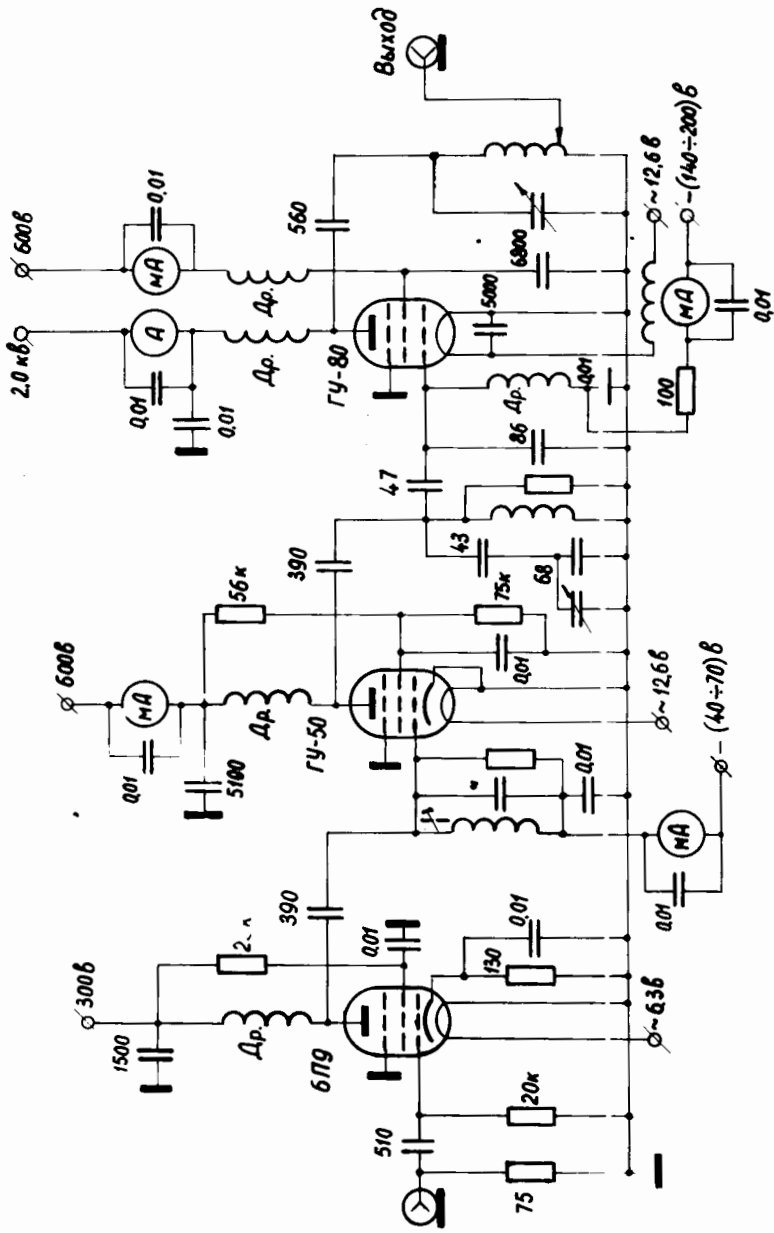 300в
1500
Др.
6П9
510
75
20к
130
0,01
~6,3в
0,01
390
600в
мА
0,01
5100
Др.
ГУ-50
56к
390
75к
0,01
0,01
мА
0,01
– (40÷70)в
~12,6в
43
68
47
86
2,0 кв
А
0,01
0,01
Др.
ГУ-80
600в
мА
0,01
Др.
560
6800
5000
Др.
0,01
100
мА
0,01
~12,6в
–(140÷200)в
Выход